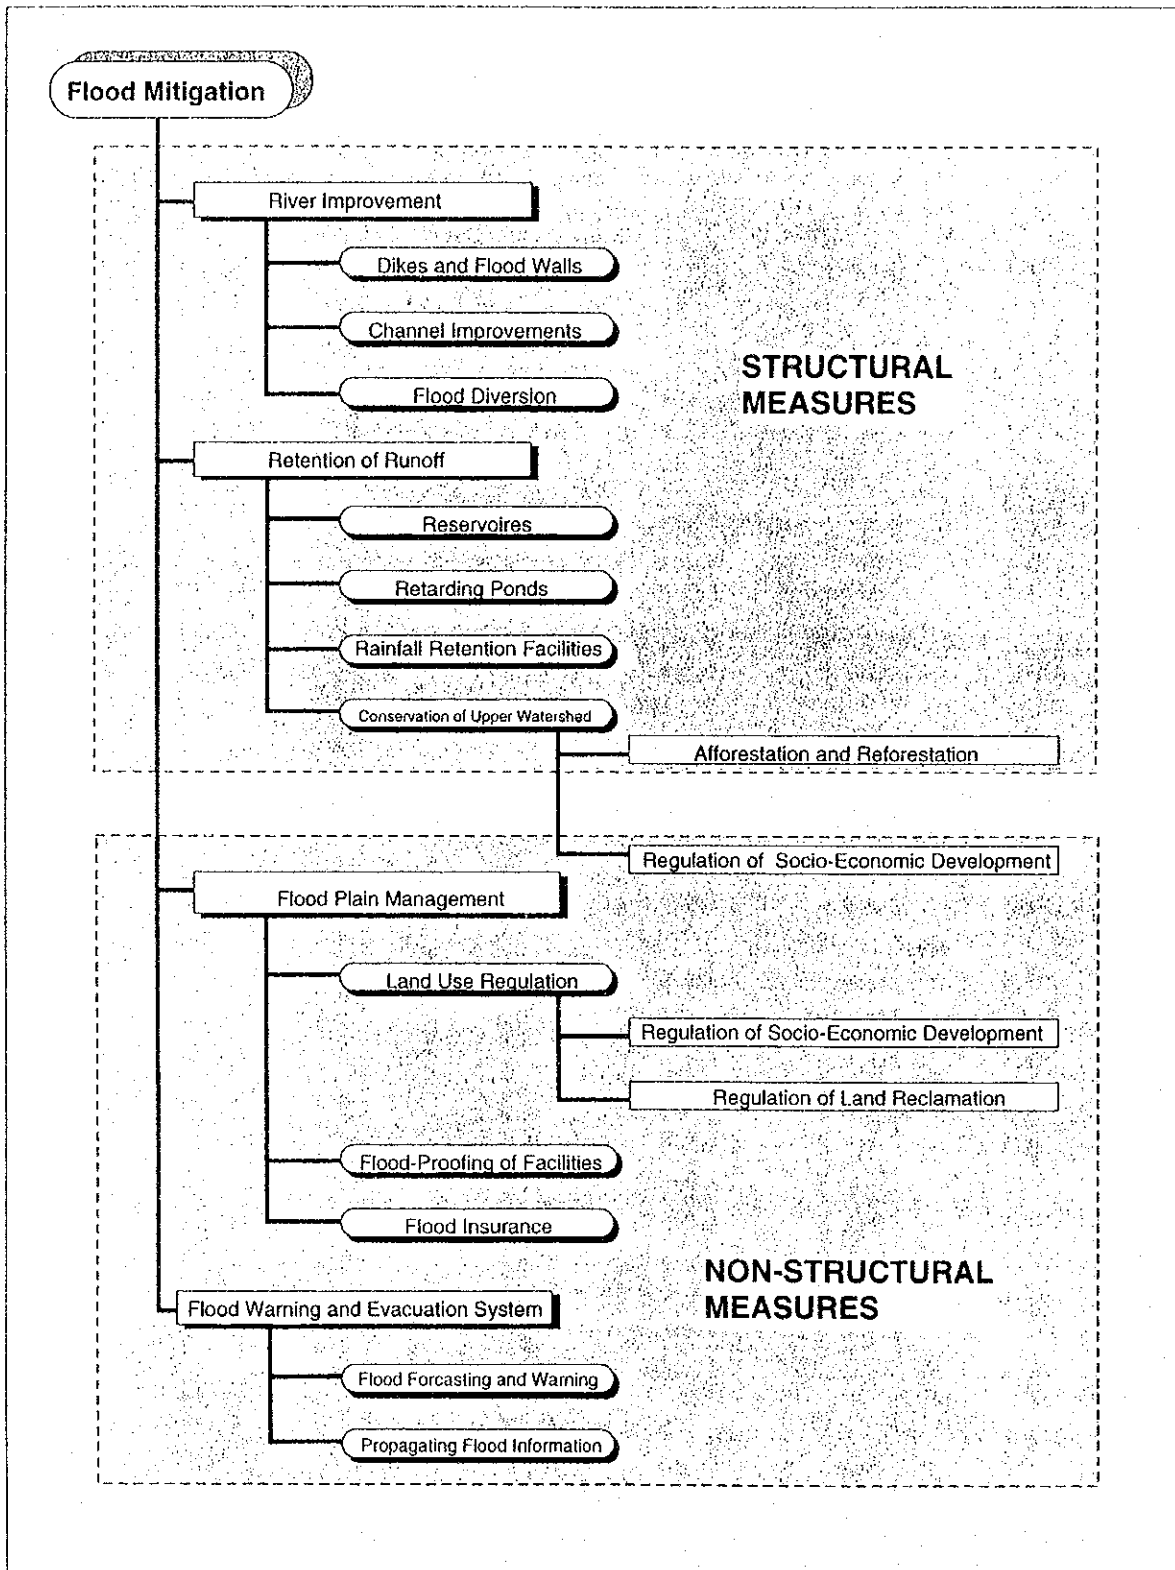 Flood Mitigation
River Improvement
Dikes and Flood Walls
Channel Improvements
Flood Diversion
STRUCTURAL
MEASURES
Retention of Runoff
Reservoires
Retarding Ponds
Rainfall Retention Facilities
Conservation of Upper Watershed
Afforestation and Reforestation
Regulation of Socio-Economic Development
Flood Plain Management
Land Use Regulation
Regulation of Socio-Economic Development
Regulation of Land Reclamation
Flood-Proofing of Facilities
Flood Insurance
NON-STRUCTURAL
MEASURES
Flood Warning and Evacuation System
Flood Forcasting and Warning
Propagating Flood Information